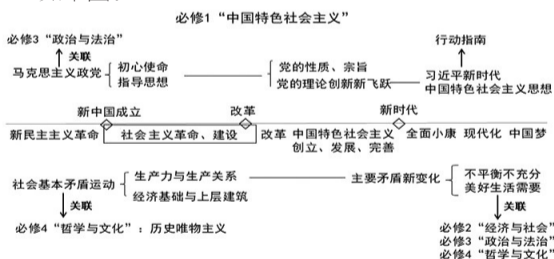 必修1“中国特色社会主义”
必修3“政治与法治”
行动指南
关联
马克思主义政党
初心使命
指导思想
党的性质、宗旨
党的理论创新新飞跃
习近平新时代
中国特色社会主义思想
新中国成立
改革
新时代
新民主主义革命
社会主义革命、建设
改革
中国特色社会主义
创立、发展、完善
全面小康 现代化 中国梦
社会基本矛盾运动
生产力与生产关系
经济基础与上层建筑
主要矛盾新变化
不平衡不充分
美好生活需要
关联
关联
必修4“哲学与文化”：历史唯物主义
必修2“经济与社会”
必修3“政治与法治”
必修4“哲学与文化”